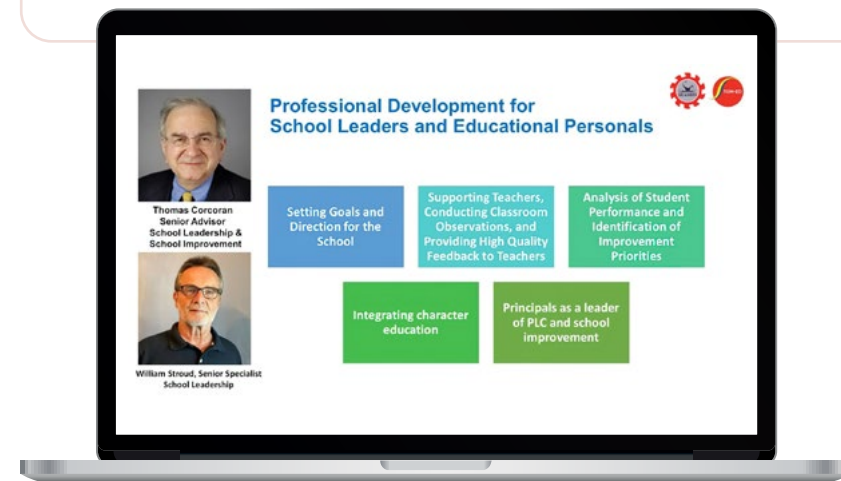 Professional Development for
School Leaders and Educational Personals
Thomas Corcoran
Senior Advisor
School Leadership &
School Improvement
William Stroud, Senior Specialist
School Leadership
Setting Goals and
Direction for the
School
Supporting Teachers,
Conducting Classroom
Observations, and
Providing High Quality
Feedback to Teachers
Analysis of Student
Performance and
Identification of
Improvement
Priorities
Integrating character
education
Principals as a leader
of PLC and school
improvement